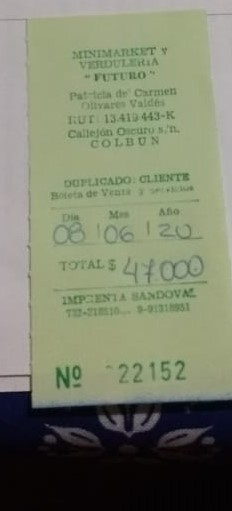 MINIMARKET Y
VERDULERIA
"FUTURO"
Patricia del Carmen
Olivares Valdés
RUT: 13.419.443-K
Callejón Oscuro s/n.
COLBUN
DUPLICADO: CLIENTE
Boleta de Venta y servicios
Día Mes Año
08 06 20
TOTAL $ 47000
IMPRENTA SANDOVAL
Nº 22152